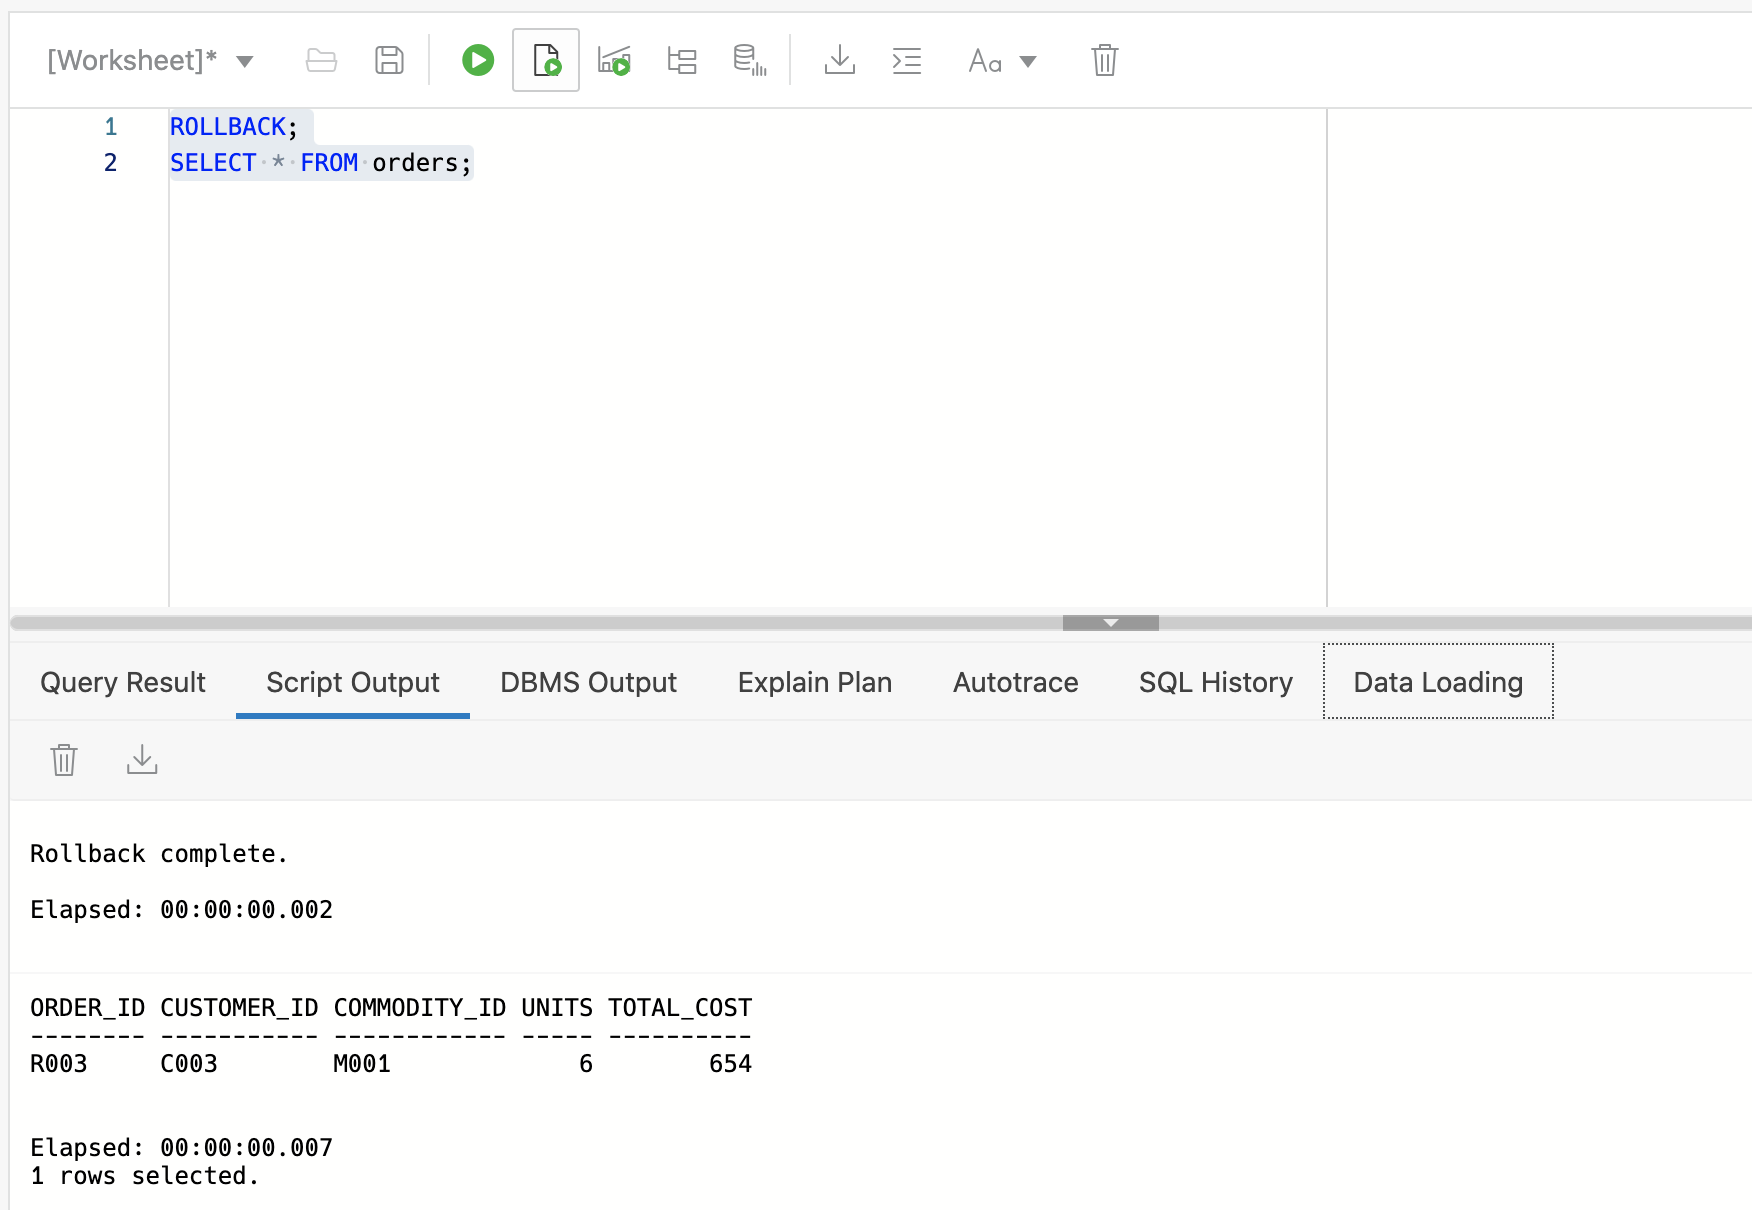 [Worksheet]*
Aa
1 ROLLBACK;
2 SELECT * FROM orders;
Query Result Script Output DBMS Output Explain Plan Autotrace SQL History Data Loading
Rollback complete.
Elapsed: 00:00:00.002
ORDER_ID CUSTOMER_ID COMMODITY_ID UNITS TOTAL_COST
-------- ----------- ------------ ----- ----------
R003     C003        M001             6        654
Elapsed: 00:00:00.007
1 rows selected.